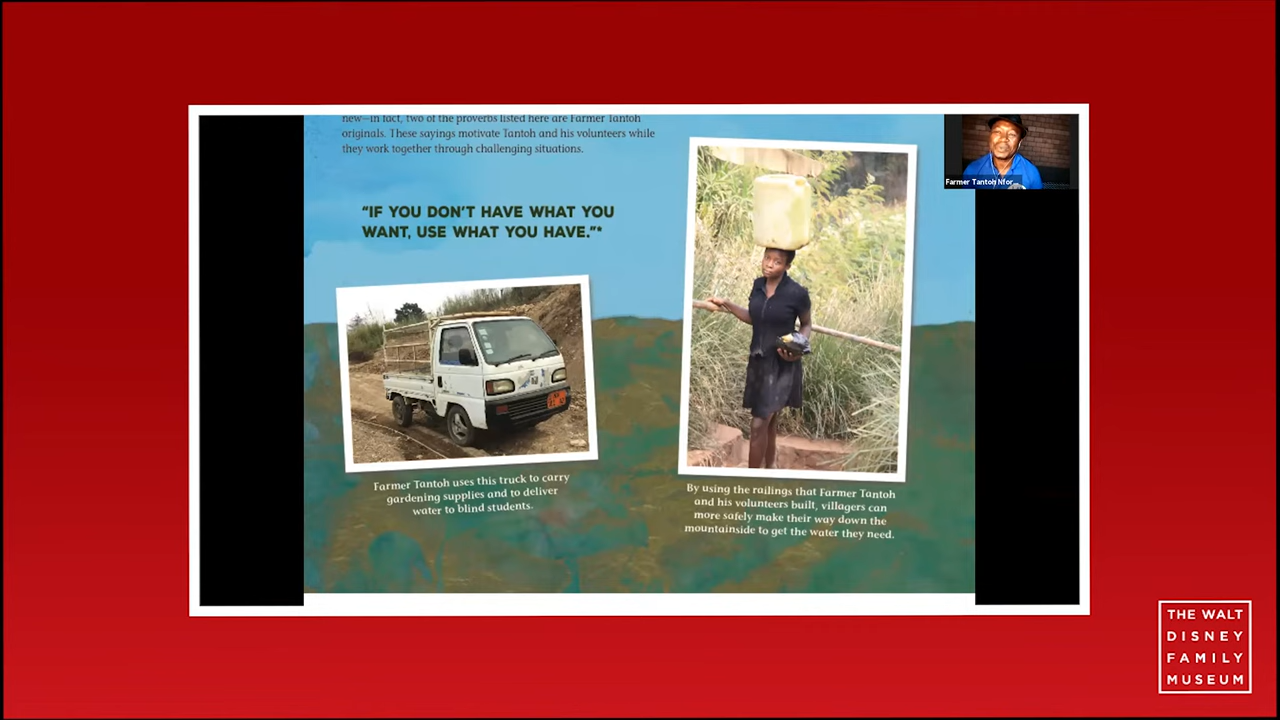 new—in fact, two of the proverbs listed here are Farmer Tantoh
originals. These sayings motivate Tantoh and his volunteers while
they work together through challenging situations.
"IF YOU DON'T HAVE WHAT YOU
WANT, USE WHAT YOU HAVE."*
Farmer Tantoh uses this truck to carry
gardening supplies and to deliver
water to blind students.
By using the railings that Farmer Tantoh
and his volunteers built, villagers can
more safely make their way down the
mountainside to get the water they need.
Farmer Tantoh Nfor...
THE WALT
DISNEY
FAMILY
MUSEUM